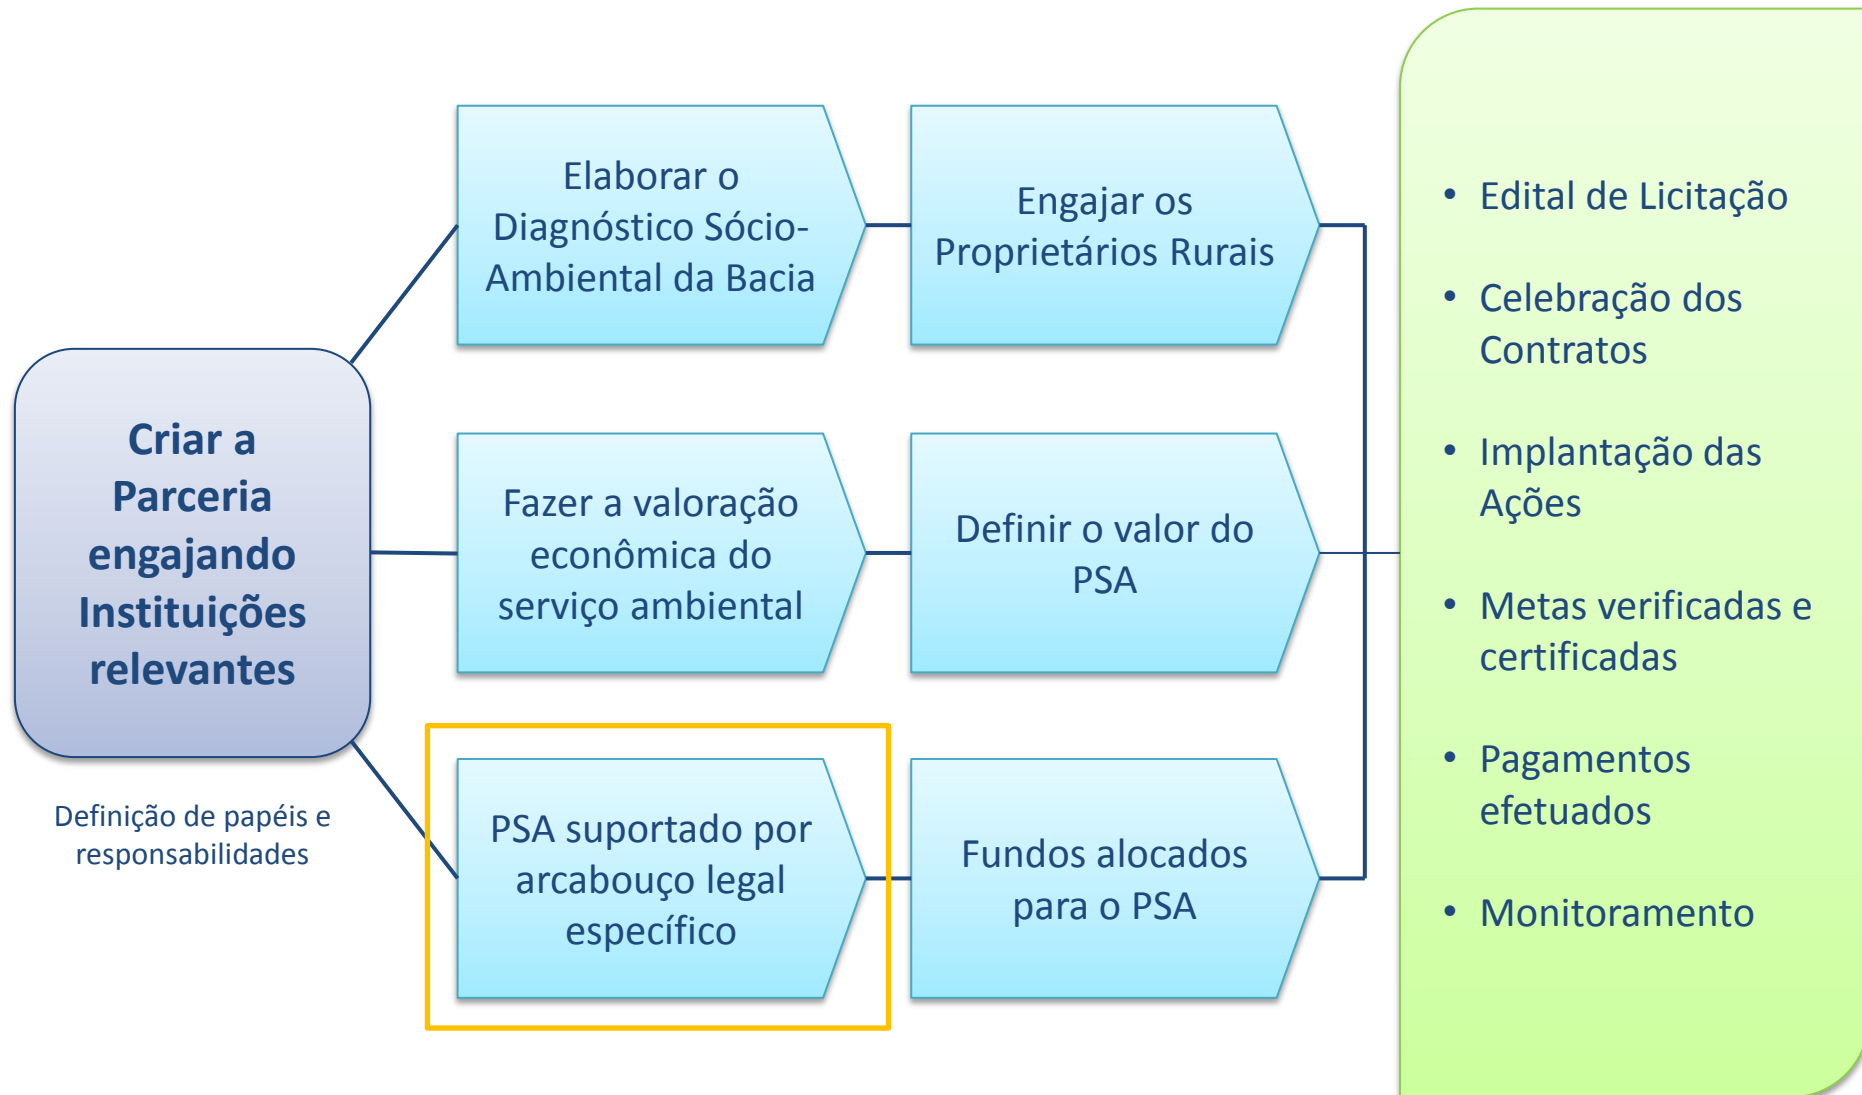 Criar a
Parceria
engajando
Instituições
relevantes
Definição de papéis e
responsabilidades
Elaborar o
Diagnóstico Sócio-
Ambiental da Bacia
Engajar os
Proprietários Rurais
Fazer a valoração
econômica do
serviço ambiental
Definir o valor do
PSA
PSA suportado por
arcabouço legal
específico
Fundos alocados
para o PSA
• Edital de Licitação
• Celebração dos
Contratos
• Implantação das
Ações
• Metas verificadas e
certificadas
• Pagamentos
efetuados
• Monitoramento